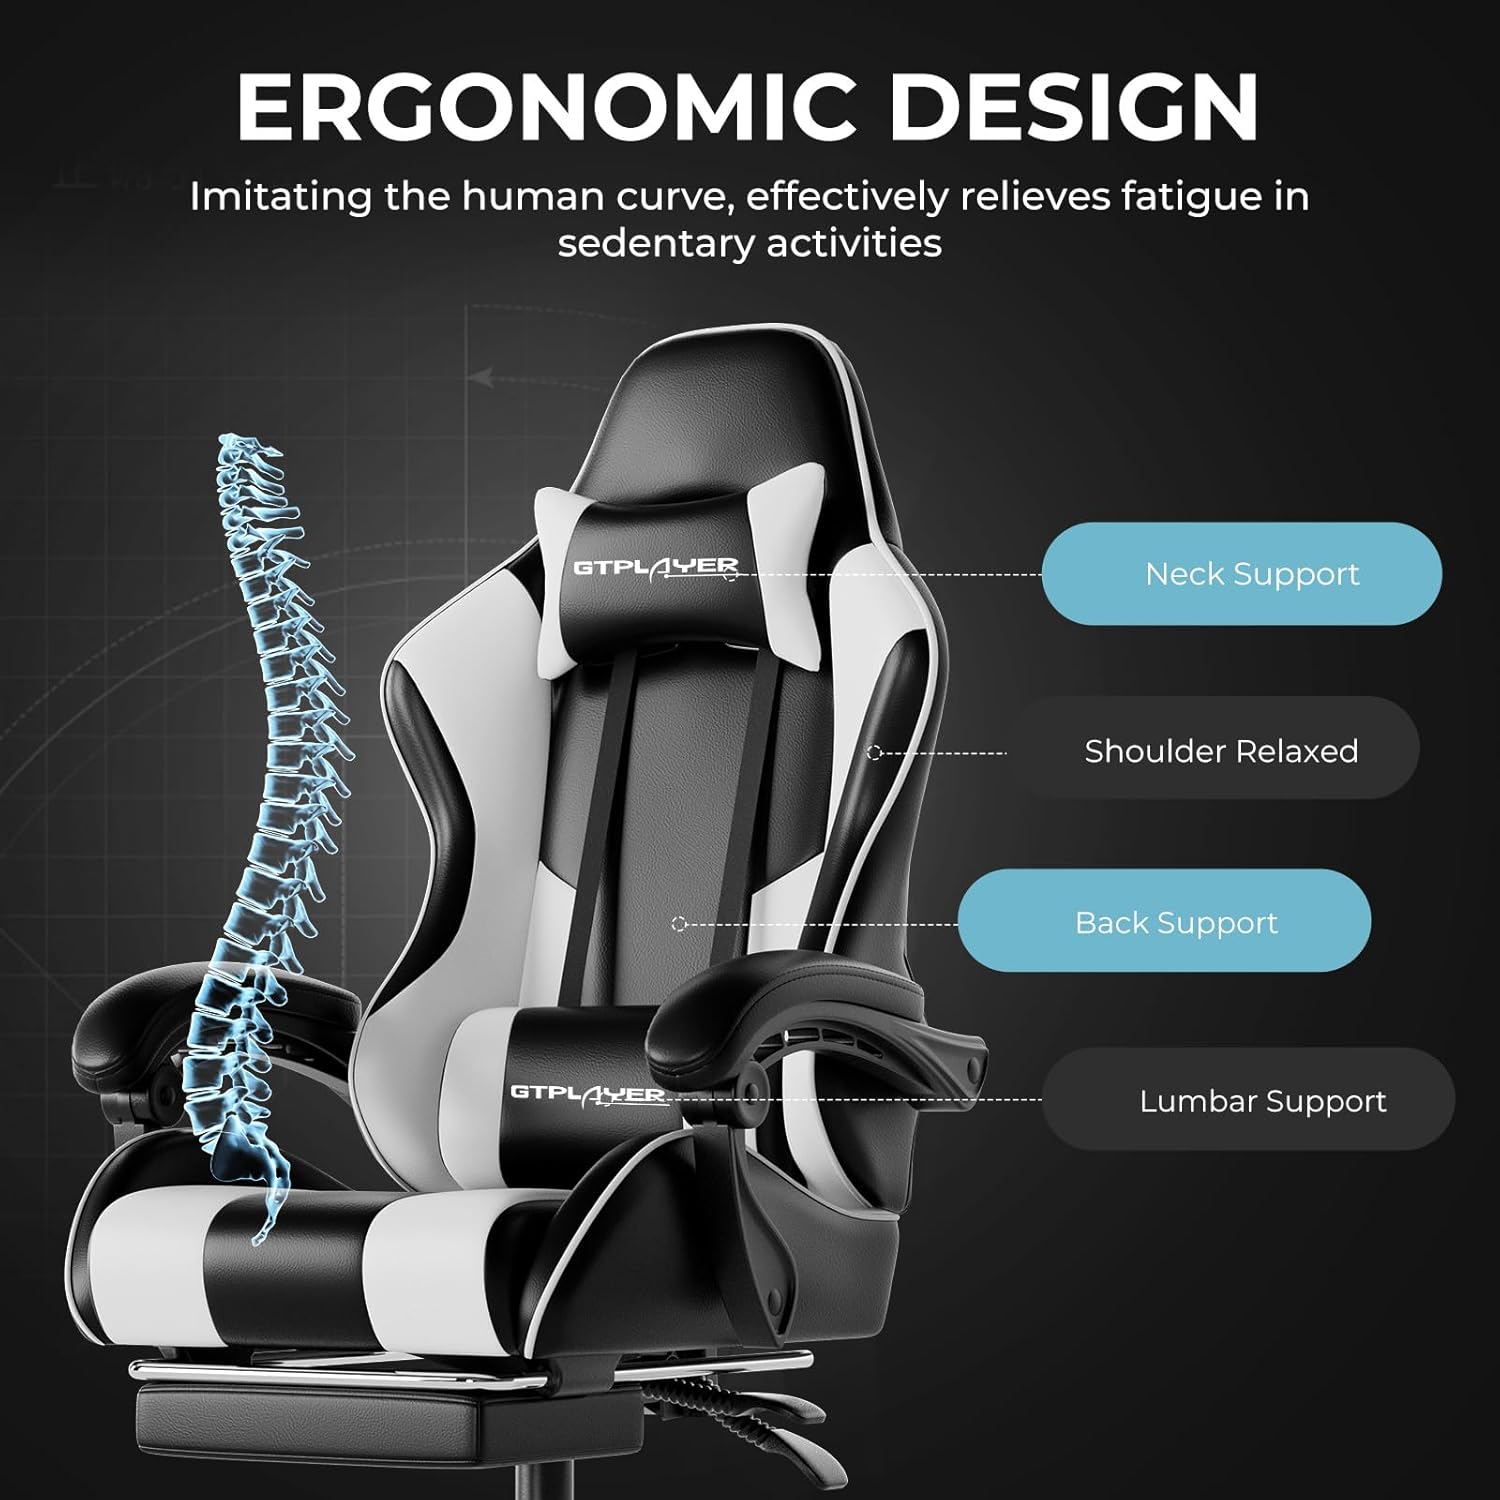 ERGONOMIC DESIGN
Imitating the human curve, effectively relieves fatigue in
sedentary activities
GTPLAYER
Neck Support
Shoulder Relaxed
Back Support
GTPLAYER
Lumbar Support